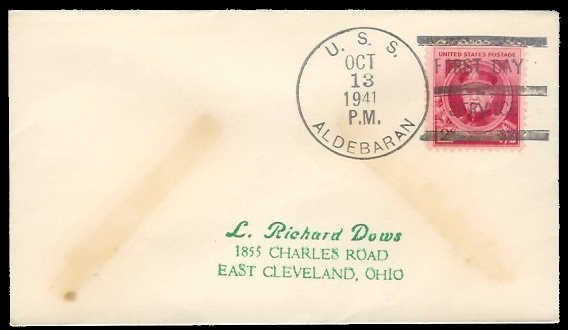 U. S. S.
OCT
13
1941
P.M.
ALDEBARAN
UNITED STATES POSTAGE
FIRST DAY
L. Richard Dows
1855 CHARLES ROAD
EAST CLEVELAND, OHIO